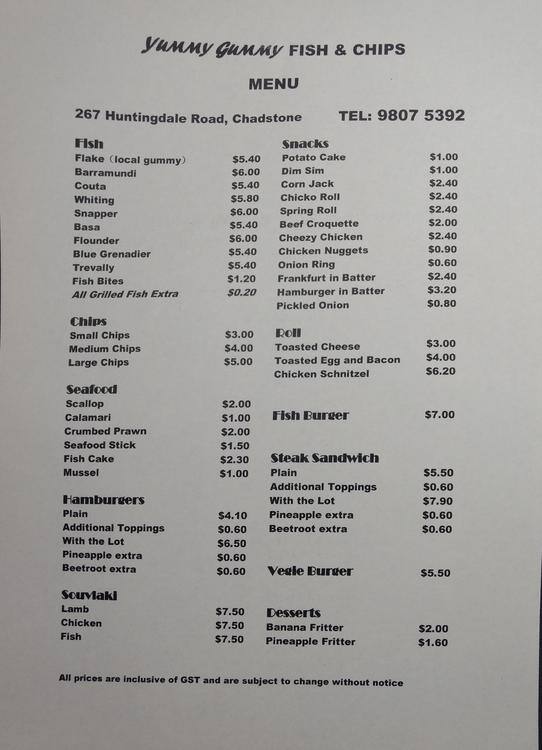 Yummy Gummy FISH & CHIPS
MENU
267 Huntingdale Road, Chadstone TEL: 9807 5392
Fish
Flake (local gummy) $5.40
Barramundi $6.00
Couta $5.40
Whiting $5.80
Snapper $6.00
Basa $5.40
Flounder $6.00
Blue Grenadier $5.40
Trevally $5.40
Fish Bites $1.20
All Grilled Fish Extra $0.20
Chips
Small Chips $3.00
Medium Chips $4.00
Large Chips $5.00
Seafood
Scallop $2.00
Calamari $1.00
Crumbed Prawn $2.00
Seafood Stick $1.50
Fish Cake $2.30
Mussel $1.00
Hamburgers
Plain $4.10
Additional Toppings $0.60
With the Lot $6.50
Pineapple extra $0.60
Beetroot extra $0.60
Souvlaki
Lamb $7.50
Chicken $7.50
Fish $7.50
Snacks
Potato Cake $1.00
Dim Sim $1.00
Corn Jack $2.40
Chicko Roll $2.40
Spring Roll $2.40
Beef Croquette $2.00
Cheezy Chicken $2.40
Chicken Nuggets $0.90
Onion Ring $0.60
Frankfurt in Batter $2.40
Hamburger in Batter $3.20
Pickled Onion $0.80
Roll
Toasted Cheese $3.00
Toasted Egg and Bacon $4.00
Chicken Schnitzel $6.20
Fish Burger $7.00
Steak Sandwich
Plain $5.50
Additional Toppings $0.60
With the Lot $7.90
Pineapple extra $0.60
Beetroot extra $0.60
Vegie Burger $5.50
Desserts
Banana Fritter $2.00
Pineapple Fritter $1.60
All prices are inclusive of GST and are subject to change without notice